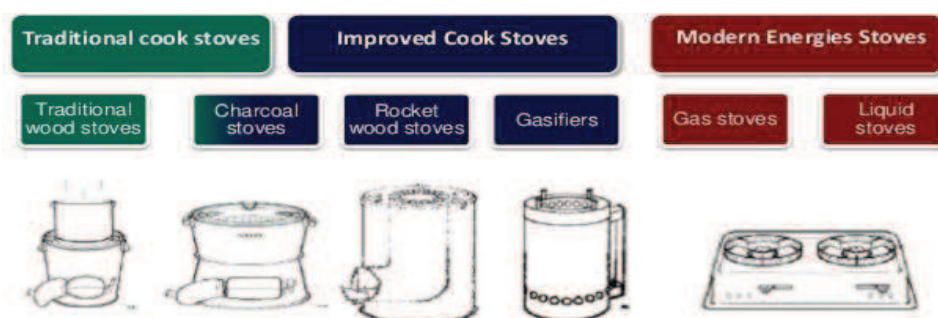 Traditional cook stoves
Improved Cook Stoves
Modern Energies Stoves
Traditional
wood stoves
Charcoal
stoves
Rocket
wood stoves
Gasifiers
Gas stoves
Liquid
stoves